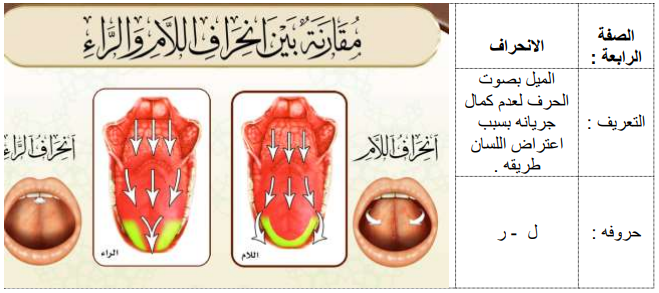 الصفة الرابعة :
الانحراف
التعريف :
الميل بصوت
الحرف لعدم كمال
جريانه بسبب
اعتراض اللسان
طريقه .
حروفه :
ل - ر
مُقَارَنَةٌ بَيْنَ انْحِرَافِ اللَّامِ وَالرَّاءِ
انْحِرَافُ اللَّامِ
اللام
الراء
انْحِرَافُ الرَّاءِ